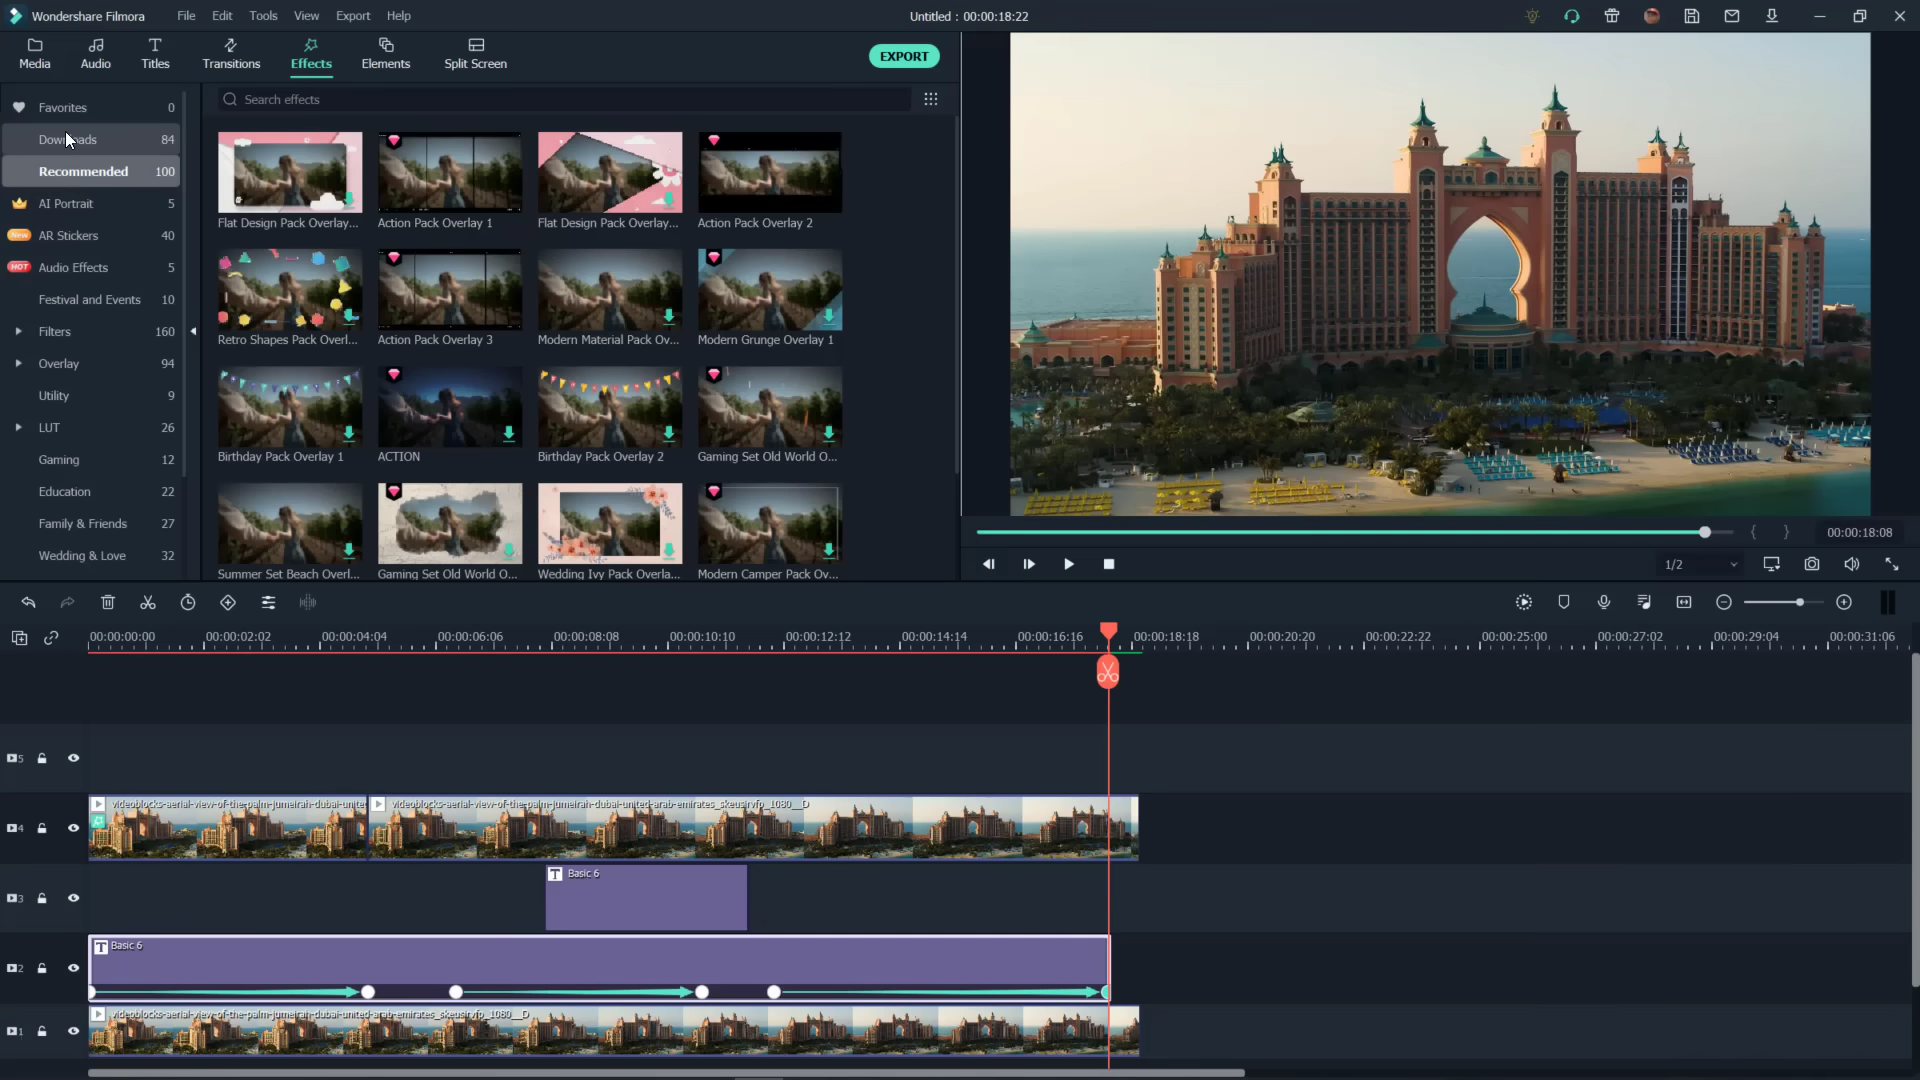 Wondershare Filmora
File
Edit
Tools
View
Export
Help
Untitled : 00:00:18:22
Media
Audio
Titles
Transitions
Effects
Elements
Split Screen
EXPORT
Favorites 0
Downloads 84
Recommended 100
AI Portrait 5
New AR Stickers 40
HOT Audio Effects 5
Festival and Events 10
Filters 160
Overlay 94
Utility 9
LUT 26
Gaming 12
Education 22
Family & Friends 27
Wedding & Love 32
Search effects
Flat Design Pack Overlay...
Action Pack Overlay 1
Flat Design Pack Overlay...
Action Pack Overlay 2
Retro Shapes Pack Overl...
Action Pack Overlay 3
Modern Material Pack Ov...
Modern Grunge Overlay 1
Birthday Pack Overlay 1
ACTION
Birthday Pack Overlay 2
Gaming Set Old World O...
Summer Set Beach Overl...
Gaming Set Old World O...
Wedding Ivy Pack Overla...
Modern Camper Pack Ov...
{ }
00:00:18:08
1/2
00:00:00:00
00:00:02:02
00:00:04:04
00:00:06:06
00:00:08:08
00:00:10:10
00:00:12:12
00:00:14:14
00:00:16:16
00:00:18:18
00:00:20:20
00:00:22:22
00:00:25:00
00:00:27:02
00:00:29:04
00:00:31:06
5
4
videoblocks-aerial-view-of-the-palm-jumeirah-dubai-unite
videoblocks-aerial-view-of-the-palm-jumeirah-dubai-united-arab-emirates_skeusirvfp_1080__D
3
T Basic 6
2
T Basic 6
1
videoblocks-aerial-view-of-the-palm-jumeirah-dubai-united-arab-emirates_skeusirvfp_1080__D